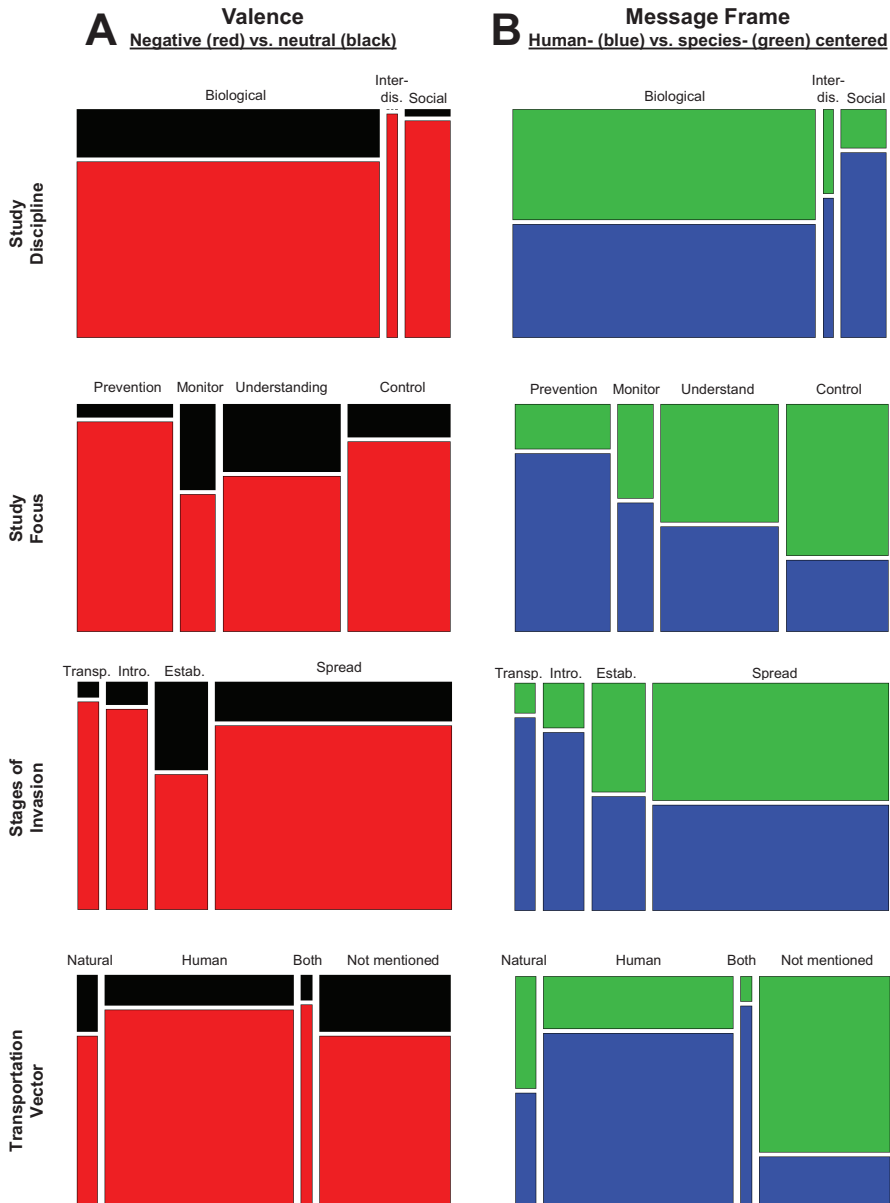 A
Valence
Negative (red) vs. neutral (black)
B
Message Frame
Human- (blue) vs. species- (green) centered
Study
Discipline
Biological
Inter-
dis.
Social
Biological
Inter-
dis.
Social
Study
Focus
Prevention
Monitor
Understanding
Control
Prevention
Monitor
Understand
Control
Stages of
Invasion
Transp.
Intro.
Estab.
Spread
Transp.
Intro.
Estab.
Spread
Transportation
Vector
Natural
Human
Both
Not mentioned
Natural
Human
Both
Not mentioned